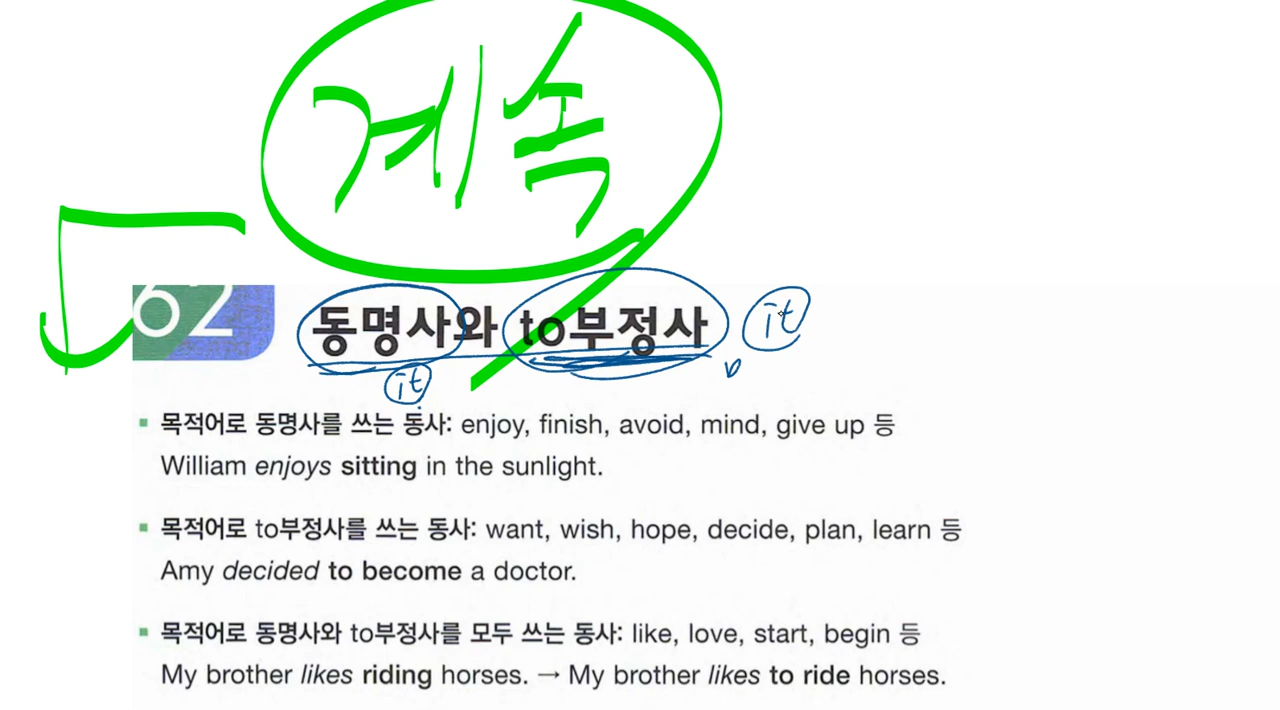 계속
62
동명사와 to부정사 it
it
목적어로 동명사를 쓰는 동사: enjoy, finish, avoid, mind, give up 등
William enjoys sitting in the sunlight.
목적어로 to부정사를 쓰는 동사: want, wish, hope, decide, plan, learn 등
Amy decided to become a doctor.
목적어로 동명사와 to부정사를 모두 쓰는 동사: like, love, start, begin 등
My brother likes riding horses. → My brother likes to ride horses.